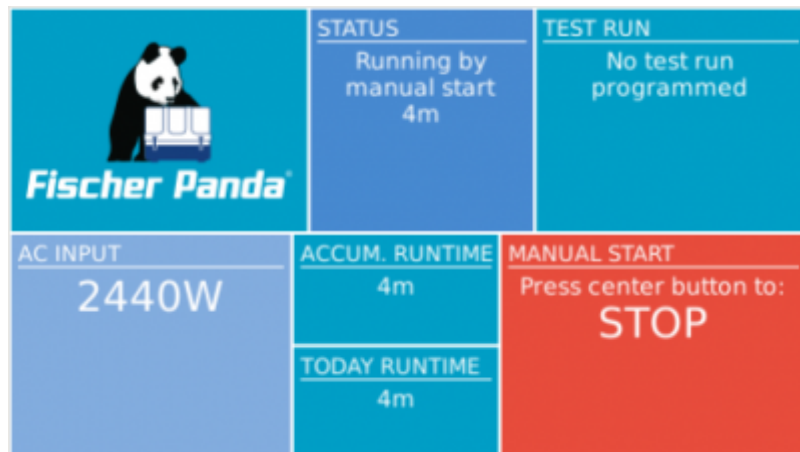 Fischer Panda
STATUS
Running by
manual start
4m
TEST RUN
No test run
programmed
AC INPUT
2440W
ACCUM. RUNTIME
4m
TODAY RUNTIME
4m
MANUAL START
Press center button to:
STOP